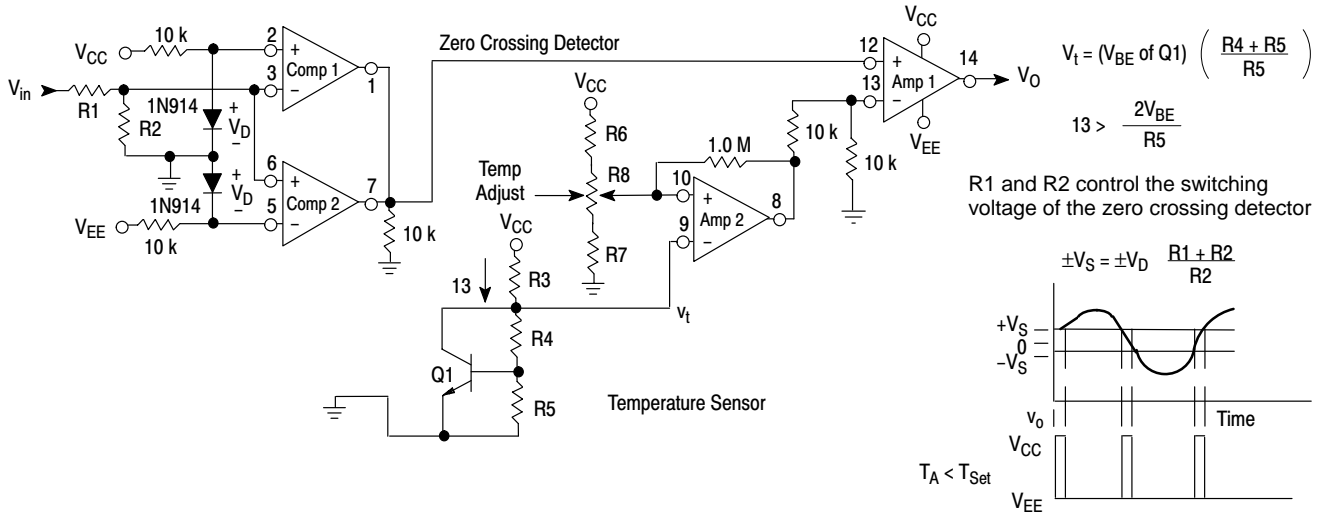 10 k
V_CC
2
+
Comp 1
3
−
1
V_in
R1
R2
1N914
+
V_D
−
6
+
Comp 2
5
−
7
+
V_D
−
1N914
V_EE
10 k
10 k
Zero Crossing Detector
V_CC
12
+
Amp 1
13
−
14
V_O
V_EE
10 k
10 k
V_CC
R6
Temp
Adjust
R8
R7
1.0 M
10
+
Amp 2
9
−
8
V_CC
13
R3
v_t
R4
Q1
R5
Temperature Sensor
V_t = (V_BE of Q1) ( (R4 + R5) / R5 )
13 > 2V_BE / R5
R1 and R2 control the switching
voltage of the zero crossing detector
±V_S = ±V_D (R1 + R2) / R2
+V_S
0
−V_S
v_o
Time
V_CC
T_A < T_Set
V_EE